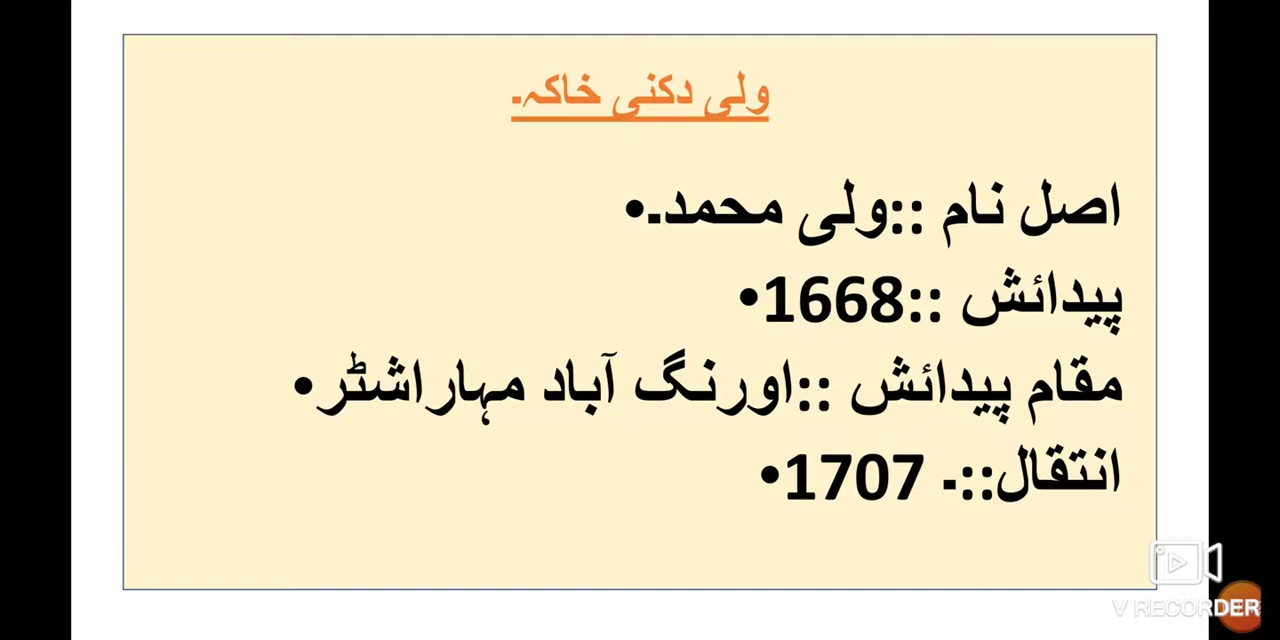 ولی دکنی خاکہ۔
اصل نام ::ولی محمد۔•
پیدائش ::1668•
مقام پیدائش ::اورنگ آباد مہاراشٹر•
انتقال::۔ 1707•
V RECORDER